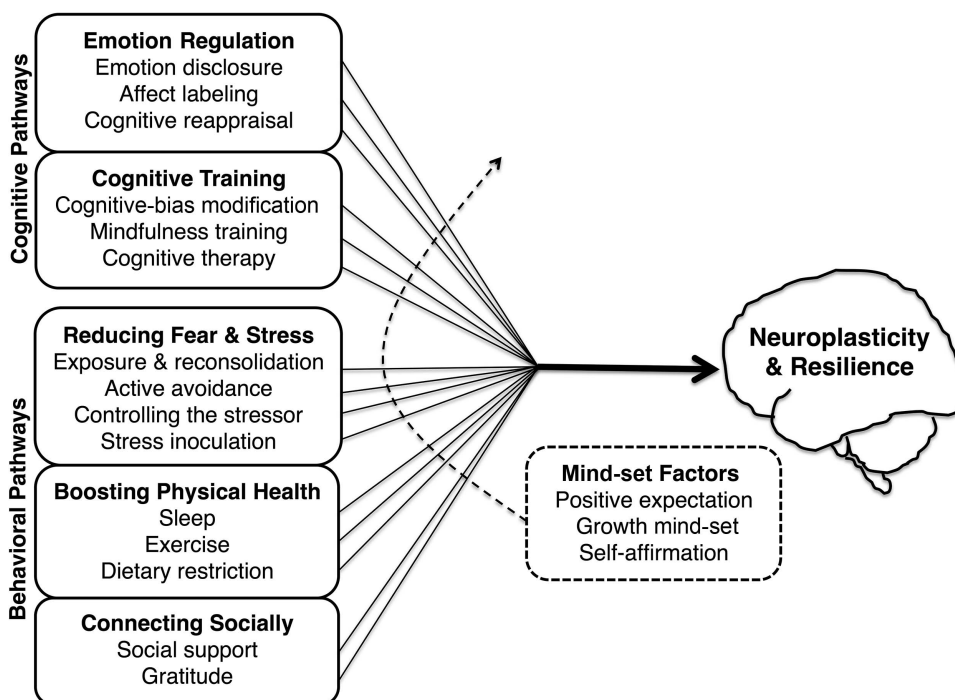 Cognitive Pathways
Emotion Regulation
Emotion disclosure
Affect labeling
Cognitive reappraisal
Cognitive Training
Cognitive-bias modification
Mindfulness training
Cognitive therapy
Behavioral Pathways
Reducing Fear & Stress
Exposure & reconsolidation
Active avoidance
Controlling the stressor
Stress inoculation
Boosting Physical Health
Sleep
Exercise
Dietary restriction
Connecting Socially
Social support
Gratitude
Mind-set Factors
Positive expectation
Growth mind-set
Self-affirmation
Neuroplasticity
& Resilience